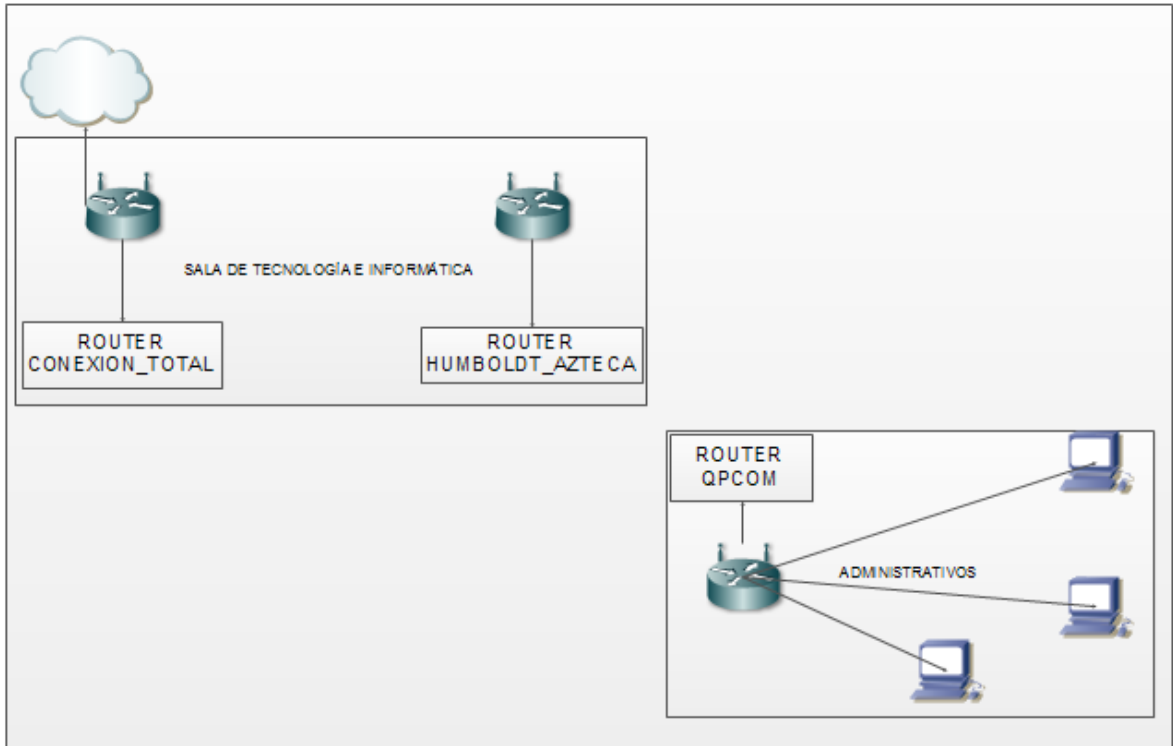 SALA DE TECNOLOGÍA E INFORMÁTICA
ROUTER
CONEXION_TOTAL
ROUTER
HUMBOLDT_AZTECA
ROUTER
QPCOM
ADMINISTRATIVOS